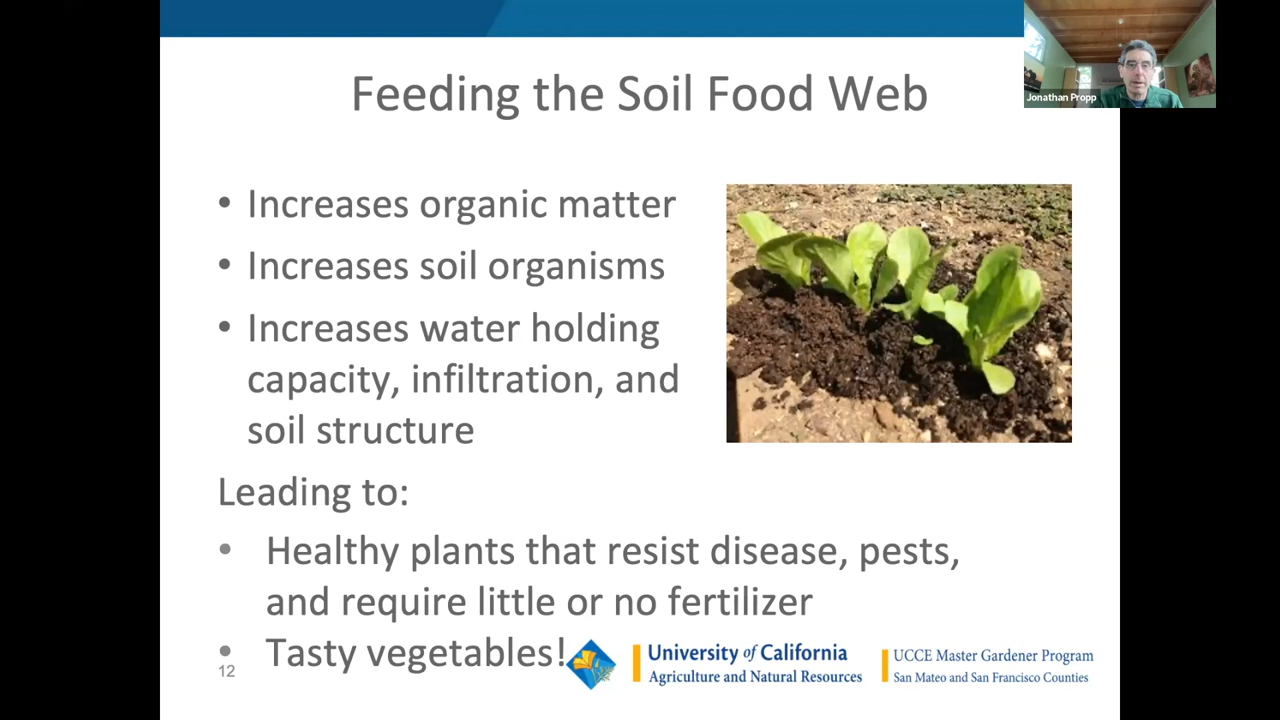 Feeding the Soil Food Web
Jonathan Propp
• Increases organic matter
• Increases soil organisms
• Increases water holding
capacity, infiltration, and
soil structure
Leading to:
• Healthy plants that resist disease, pests,
and require little or no fertilizer
• Tasty vegetables!
12
University of California
Agriculture and Natural Resources
UCCE Master Gardener Program
San Mateo and San Francisco Counties